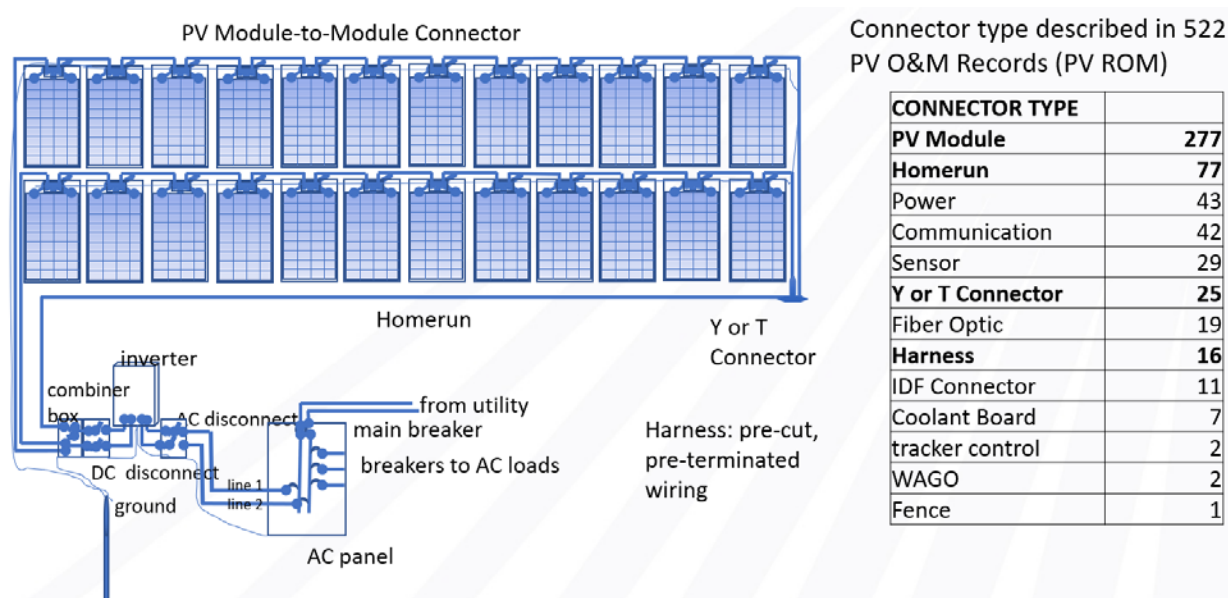 PV Module-to-Module Connector
Homerun
Y or T
Connector
inverter
combiner
box
AC disconnect
DC disconnect
ground
from utility
main breaker
breakers to AC loads
line 1
line 2
AC panel
Harness: pre-cut,
pre-terminated
wiring
Connector type described in 522
PV O&M Records (PV ROM)
CONNECTOR TYPE
PV Module 277
Homerun 77
Power 43
Communication 42
Sensor 29
Y or T Connector 25
Fiber Optic 19
Harness 16
IDF Connector 11
Coolant Board 7
tracker control 2
WAGO 2
Fence 1